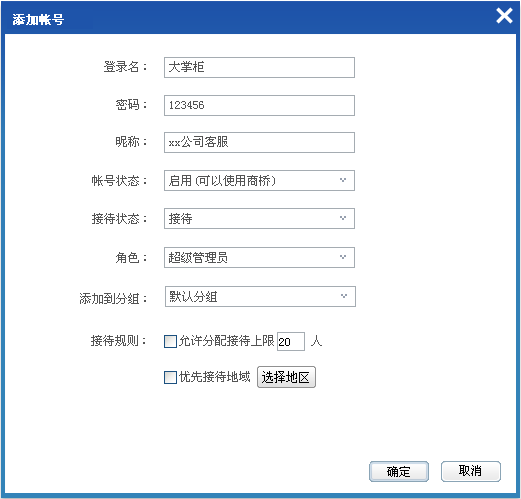 添加帐号
登录名： 大掌柜
密码： 123456
昵称： xx公司客服
帐号状态： 启用(可以使用商桥)
接待状态： 接待
角色： 超级管理员
添加到分组： 默认分组
接待规则： 允许分配接待上限 20 人
优先接待地域 选择地区
确定 取消